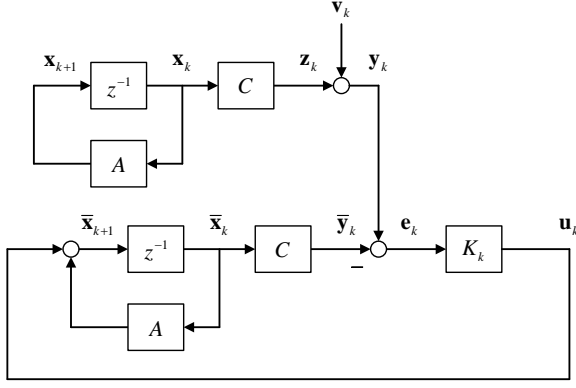 v_k
x_{k+1} x_k z_k y_k
z^{-1} C
A
x̄_{k+1} x̄_k ȳ_k e_k u_k
z^{-1} C − K_k
A